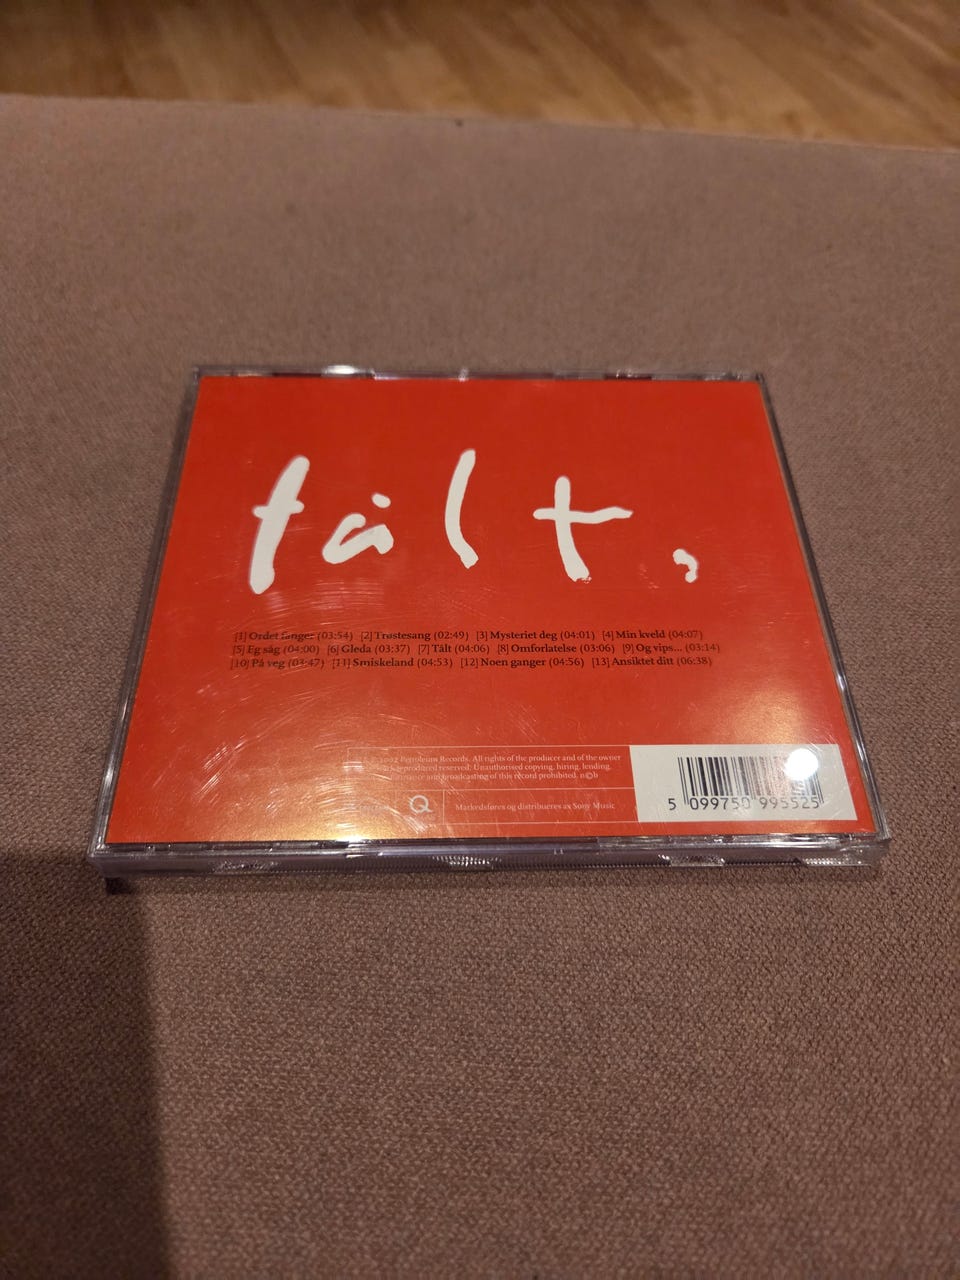 tålt,
[1] Ordet fanger (03:54) [2] Trøstesang (02:49) [3] Mysteriet deg (04:01) [4] Min kveld (04:07)
[5] Eg såg (04:00) [6] Gleda (03:37) [7] Tålt (04:06) [8] Omforlatelse (03:06) [9] Og vips... (03:14)
[10] På veg (03:47) [11] Smiskeland (04:53) [12] Noen ganger (04:56) [13] Ansiktet ditt (06:38)
2002 Petroleum Records. All rights of the producer and of the owner
reproduced reserved. Unauthorised copying, hiring, lending,
and broadcasting of this record prohibited. n©b
Markedsføres og distribueres av Sony Music
5 099750 995525